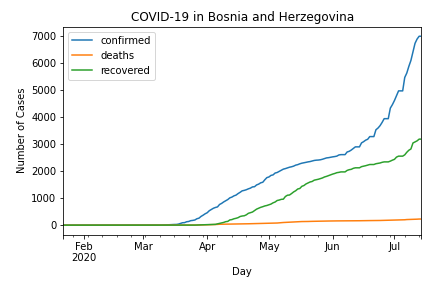 COVID-19 in Bosnia and Herzegovina
confirmed
deaths
recovered
Number of Cases
7000
6000
5000
4000
3000
2000
1000
0
Feb
2020
Mar
Apr
May
Jun
Jul
Day